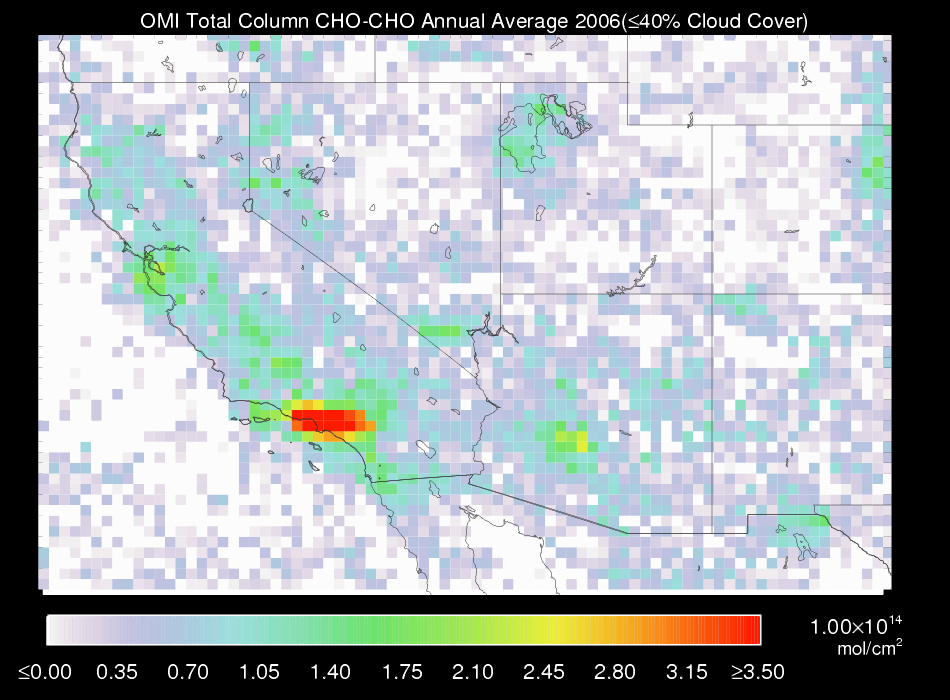 OMI Total Column CHO-CHO Annual Average 2006(≤40% Cloud Cover)
≤0.00 0.35 0.70 1.05 1.40 1.75 2.10 2.45 2.80 3.15 ≥3.50
1.00×10¹⁴
mol/cm²